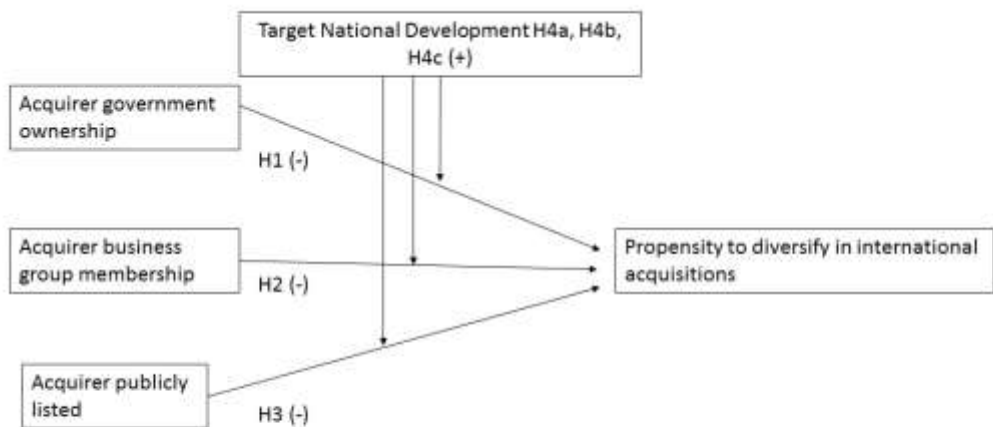 Target National Development H4a, H4b,
H4c (+)
Acquirer government
ownership
H1 (-)
Acquirer business
group membership
H2 (-)
Propensity to diversify in international
acquisitions
Acquirer publicly
listed
H3 (-)